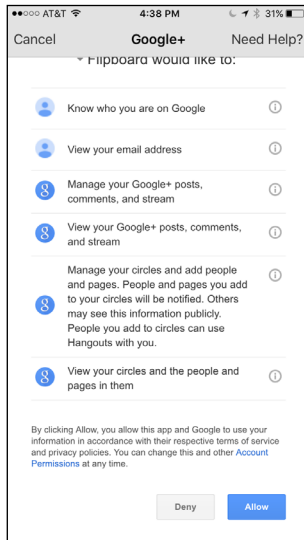 AT&T 4:38 PM 31%
Cancel Google+ Need Help?
Flipboard would like to:
Know who you are on Google
View your email address
Manage your Google+ posts,
comments, and stream
View your Google+ posts, comments,
and stream
Manage your circles and add people
and pages. People and pages you add
to your circles will be notified. Others
may see this information publicly.
People you add to circles can use
Hangouts with you.
View your circles and the people and
pages in them
By clicking Allow, you allow this app and Google to use your
information in accordance with their respective terms of service
and privacy policies. You can change this and other Account
Permissions at any time.
Deny Allow